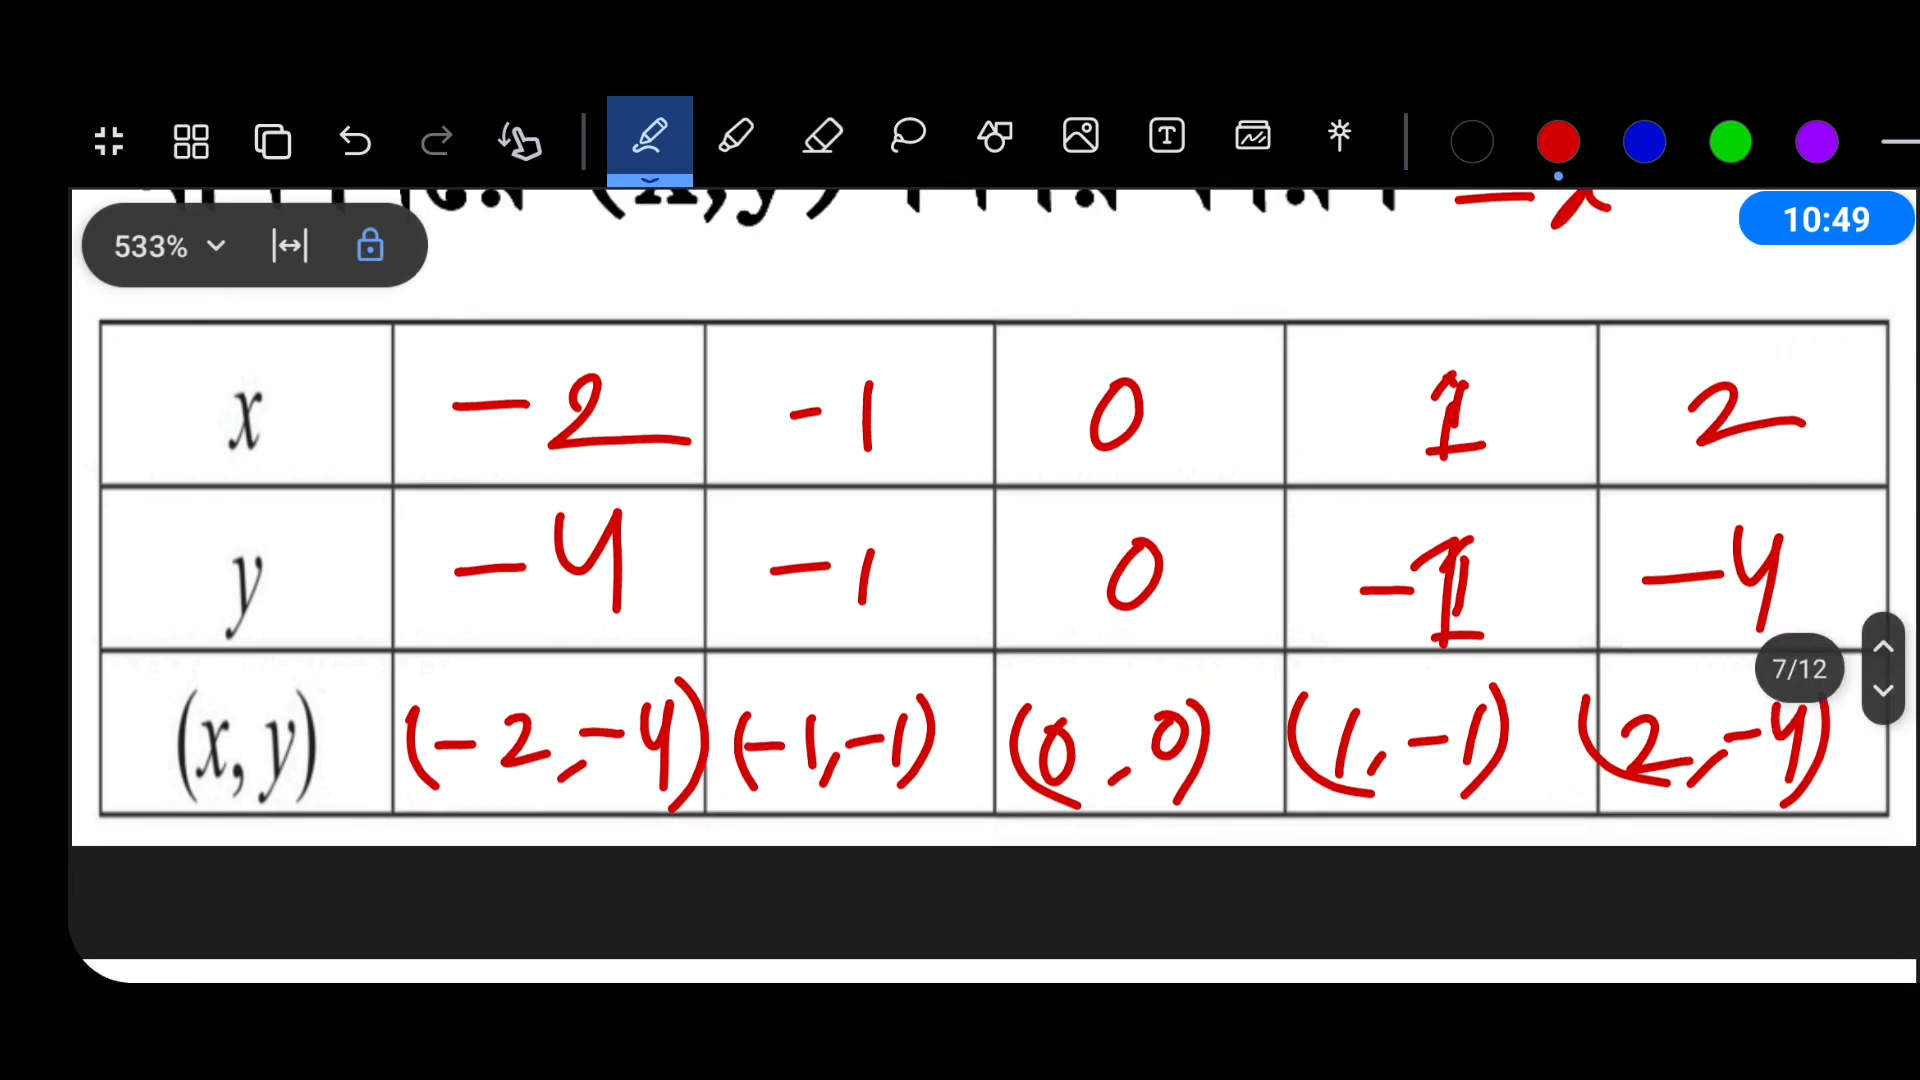 (x,y)
10:49
533%
x -2 -1 0 1 2
y -4 -1 0 -1 -4
7/12
(x, y) (-2,-4) (-1,-1) (0,0) (1,-1) (2,-4)